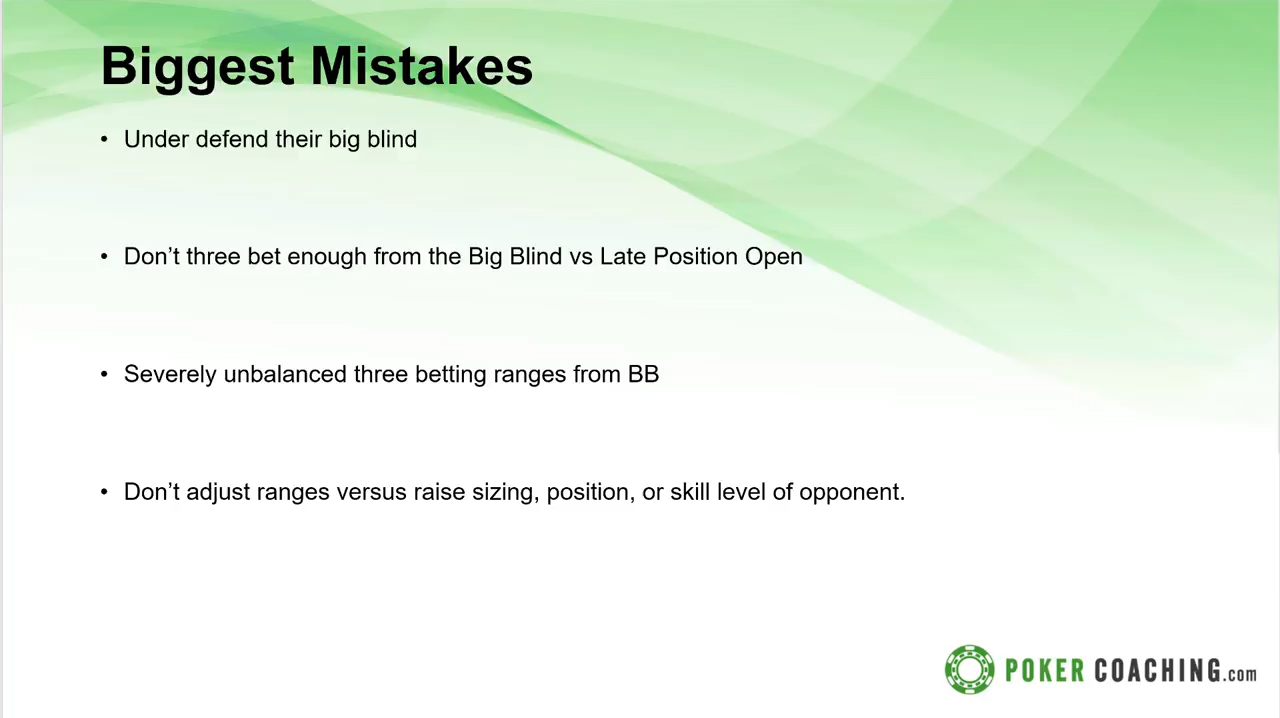 Biggest Mistakes
• Under defend their big blind
• Don’t three bet enough from the Big Blind vs Late Position Open
• Severely unbalanced three betting ranges from BB
• Don’t adjust ranges versus raise sizing, position, or skill level of opponent.
POKER COACHING.com